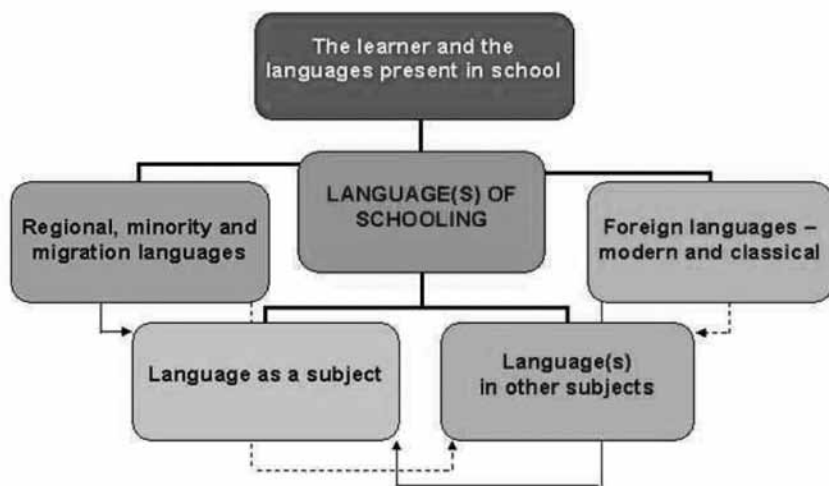 The learner and the
languages present in school
LANGUAGE(S) OF
SCHOOLING
Regional, minority and
migration languages
Foreign languages –
modern and classical
Language as a subject
Language(s)
in other subjects